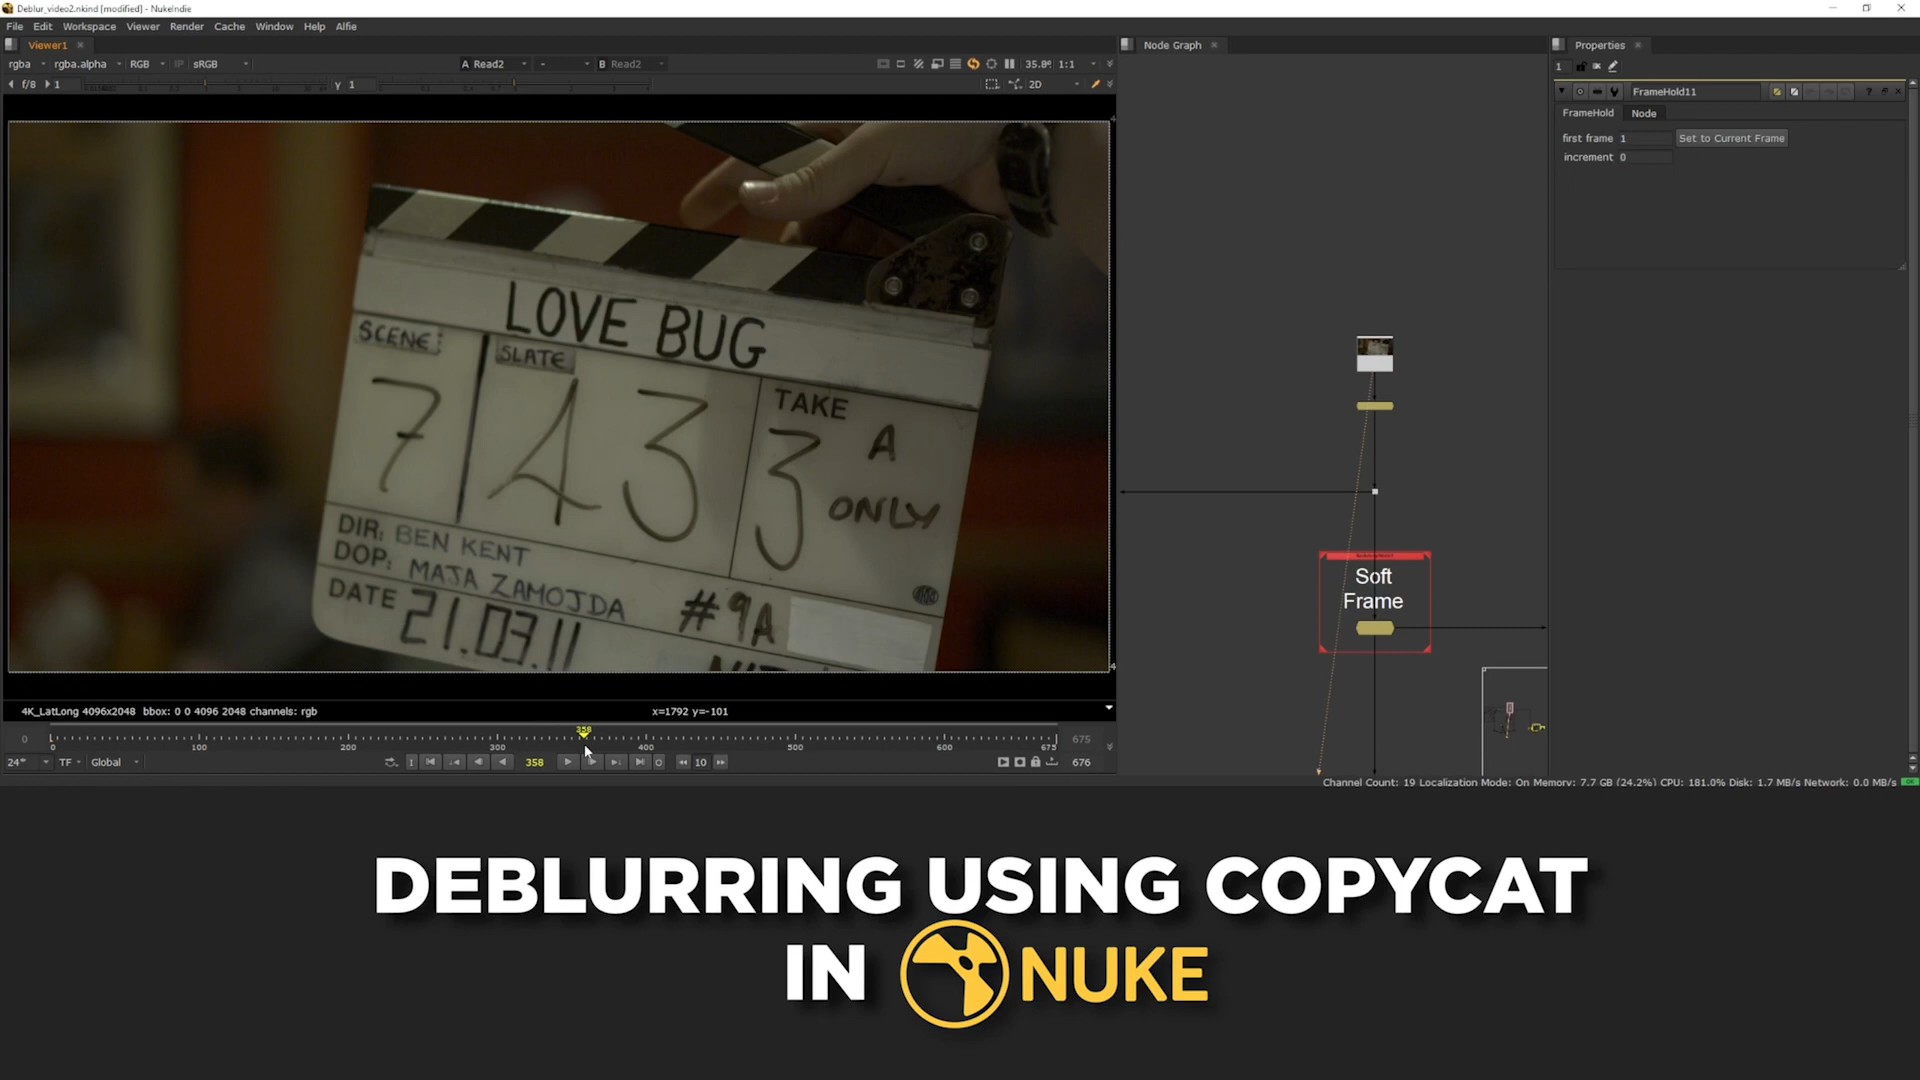 Deblur_video2.nkind [modified] - NukeIndie
File Edit Workspace Viewer Render Cache Window Help Alfie
Viewer1
rgba rgba.alpha RGB IP sRGB A Read2 - B Read2 1:1
f/8 1 Y 1 2D
LOVE BUG
SCENE SLATE TAKE
7 43 3 A
ONLY
DIR: BEN KENT
DOP: MAJA ZAMOJDA
DATE 21.03.11 #9A
4K_LatLong 4096x2048 bbox: 0 0 4096 2048 channels: rgb x=1792 y=-101
358
0 0 100 200 300 400 500 600 675 675
24* TF Global 358 10 676
Node Graph
Soft
Frame
Properties
1
FrameHold11
FrameHold Node
first frame 1 Set to Current Frame
increment 0
Channel Count: 19 Localization Mode: On Memory: 7.7 GB (24.2%) CPU: 181.0% Disk: 1.7 MB/s Network: 0.0 MB/s
DEBLURRING USING COPYCAT
IN NUKE